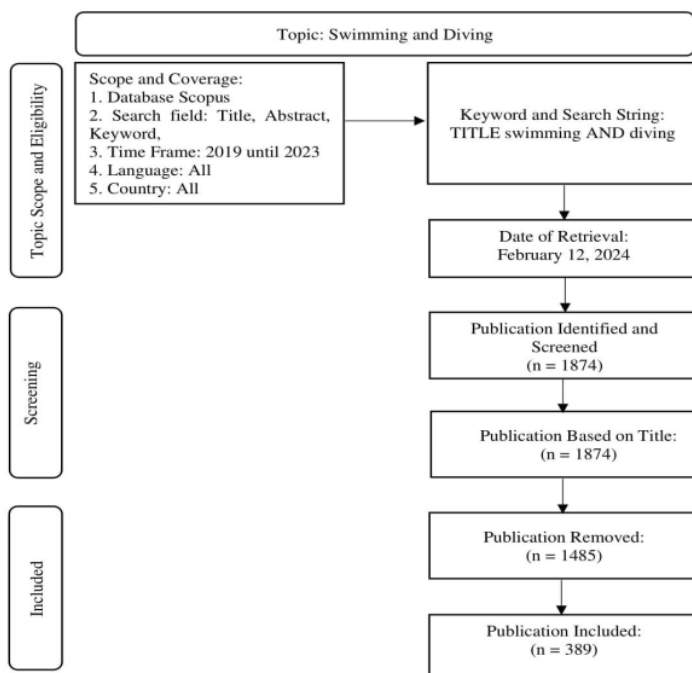 Topic: Swimming and Diving
Topic Scope and Eligibility
Scope and Coverage:
1. Database Scopus
2. Search field: Title, Abstract,
Keyword,
3. Time Frame: 2019 until 2023
4. Language: All
5. Country: All
Keyword and Search String:
TITLE swimming AND diving
Date of Retrieval:
February 12, 2024
Screening
Publication Identified and
Screened
(n = 1874)
Publication Based on Title:
(n = 1874)
Included
Publication Removed:
(n = 1485)
Publication Included:
(n = 389)